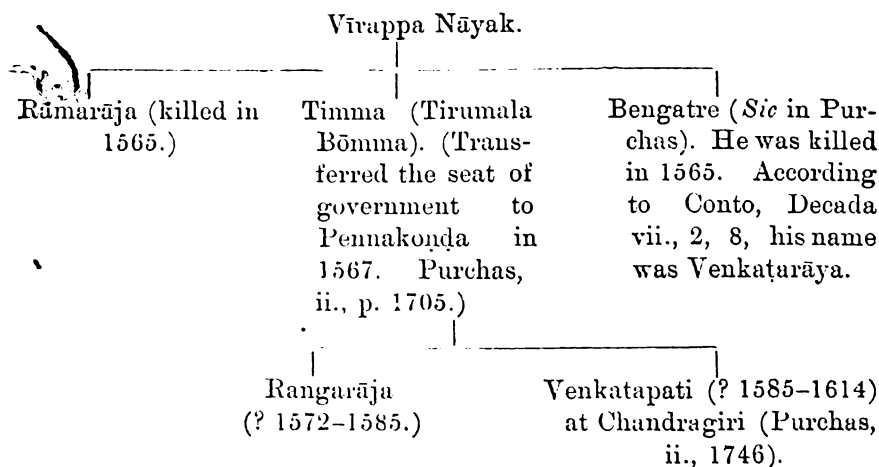 Vīrappa Nāyak.
Rāmarāja (killed in
1565.)
Timma (Tirumala
Bōmma). (Trans-
ferred the seat of
government to
Pennakoṇḍa in
1567. Purchas,
ii., p. 1705.)
Bengatre (Sic in Pur-
chas). He was killed
in 1565. According
to Conto, Decada
vii., 2, 8, his name
was Venkaṭarāya.
Rangarāja
(? 1572–1585.)
Venkatapati (? 1585–1614)
at Chandragiri (Purchas,
ii., 1746).